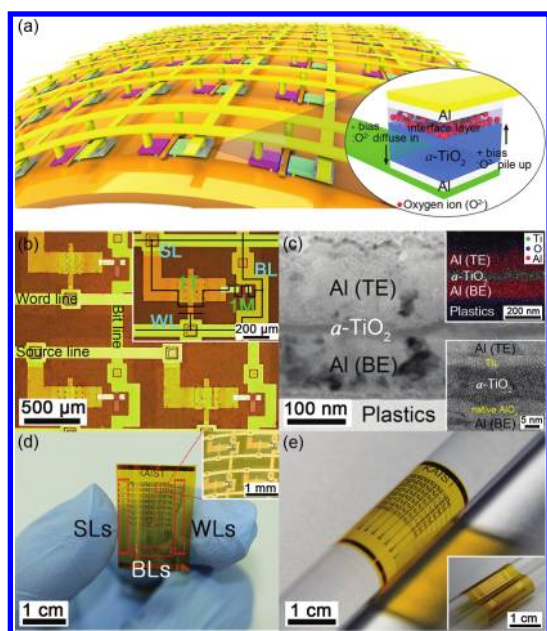 (a)
Al
interface layer
- bias
:O²⁻ diffuse in
α-TiO₂
+ bias
:O²⁻ pile up
Al
Oxygen ion (O²⁻)
(b)
SL
BL
1T
1M
WL
200 µm
Word line
Bit line
Source line
500 µm
(c)
Ti
O
Al
Al (TE)
α-TiO₂
Al (BE)
Plastics
200 nm
Al (TE)
α-TiO₂
Al (BE)
Plastics
100 nm
Al (TE)
TIL
α-TiO₂
native AlOₓ
Al (BE)
5 nm
(d)
KAIST
1 mm
SLs
WLs
BLs
1 cm
(e)
KAIST
1 cm
1 cm